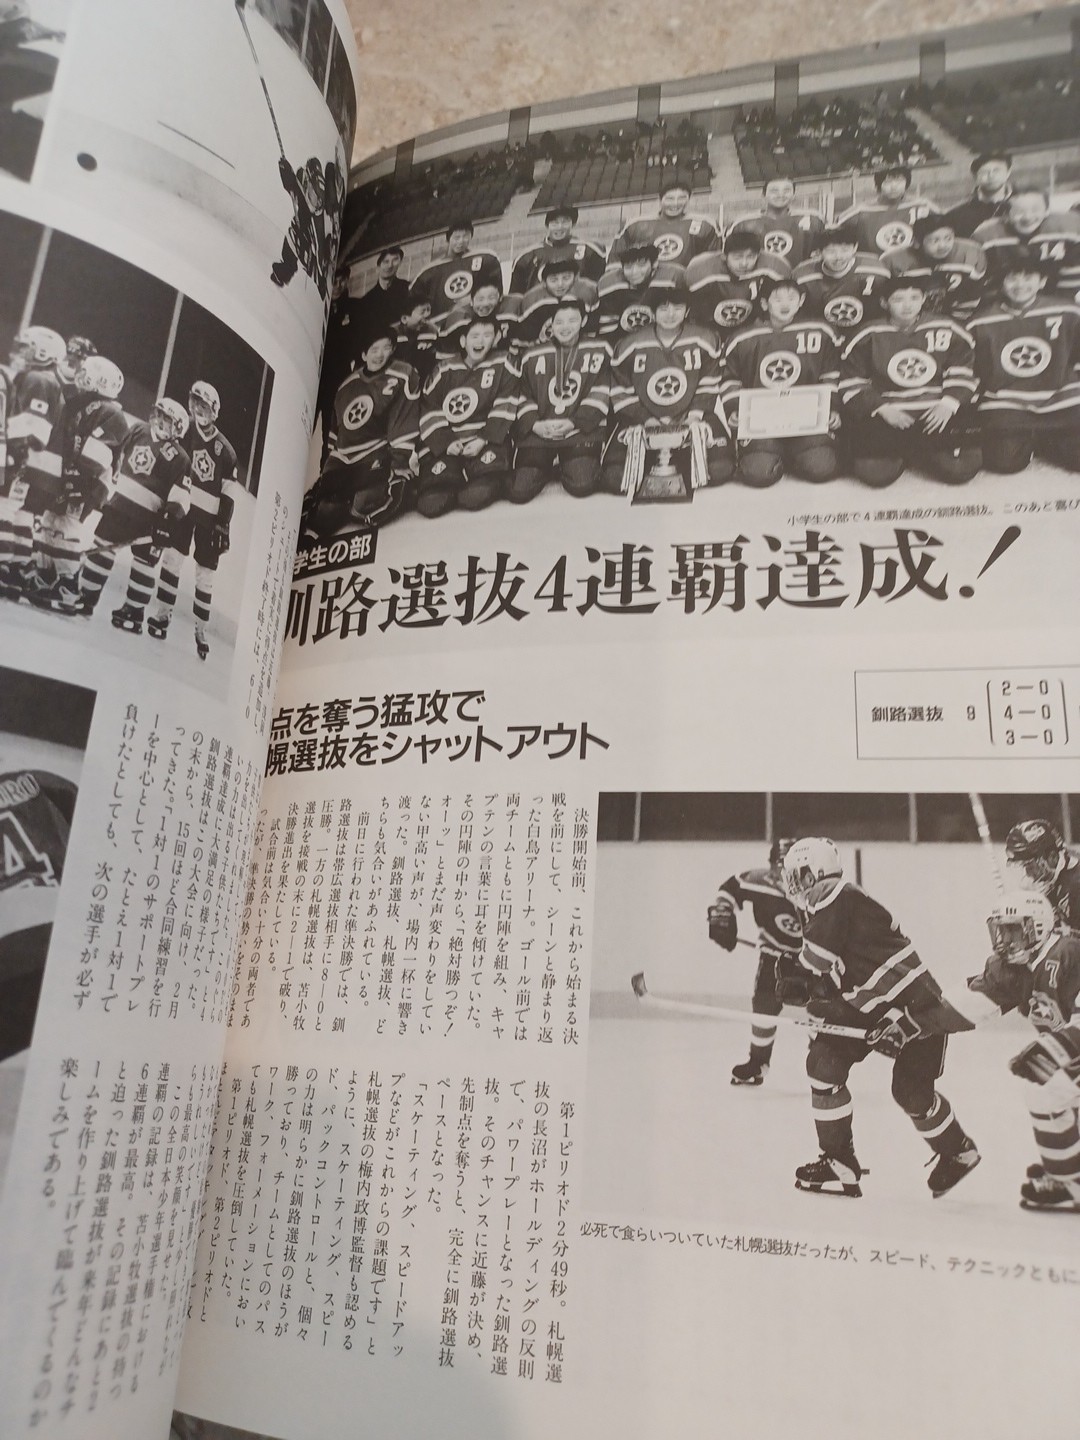 小学生の部で4連覇達成の釧路選抜。このあと喜び
学生の部
釧路選抜4連覇達成！
点を奪う猛攻で
幌選抜をシャットアウト
釧路選抜 9
2－0
4－0
3－0
決勝開始前、これから始まる決
戦を前にして、シーンと静まり返
った白鳥アリーナ。ゴール前では
両チームともに円陣を組み、キャ
プテンの言葉に耳を傾けていた。
その円陣の中から、「絶対勝つぞ！
オーッ」とまだ声変わりをしてい
ない甲高い声が、場内一杯に響き
渡った。釧路選抜、札幌選抜、ど
ちらも気合いがあふれている。
前日に行われた準決勝では、釧
路選抜は帯広選抜相手に8－0と
圧勝。一方の札幌選抜は、苫小牧
選抜を接戦の末に2－1で破り、
決勝進出を果たしている。
試合前は気合い十分の両者であ
ったが、準決勝の勢いをそのまま
第1ピリオド2分49秒。札幌選
抜の長沼がホールディングの反則
で、パワープレーとなった釧路選
抜。そのチャンスに近藤が決め、
先制点を奪うと、完全に釧路選抜
ペースとなった。
「スケーティング、スピードアッ
プなどがこれからの課題です」と
札幌選抜の梅内政博監督も認める
ように、スケーティング、スピー
ド、パックコントロールと、個々
の力は明らかに釧路選抜のほうが
勝っており、チームとしてのパス
ワーク、フォーメーションにおい
ても札幌選抜を圧倒していた。
第1ピリオド、第2ピリオドと
必死で食らいついていた札幌選抜だったが、スピード、テクニックともに
連覇達成に大満足の様子だった。
釧路選抜はこの大会に向け、2月
の末から、15回ほど合同練習を行
ってきた。「1対1のサポートプレ
ーを中心として、たとえ1対1で
負けたとしても、次の選手が必ず
この全日本少年選手権における
連覇の記録は、苫小牧選抜の持つ
6連覇が最高。その記録にあと2
と迫った釧路選抜が来年どんなチ
ームを作り上げて臨んでくるのか
楽しみである。
2
6
A 13
C 11
10
18
7
14
8
3
6
1
7